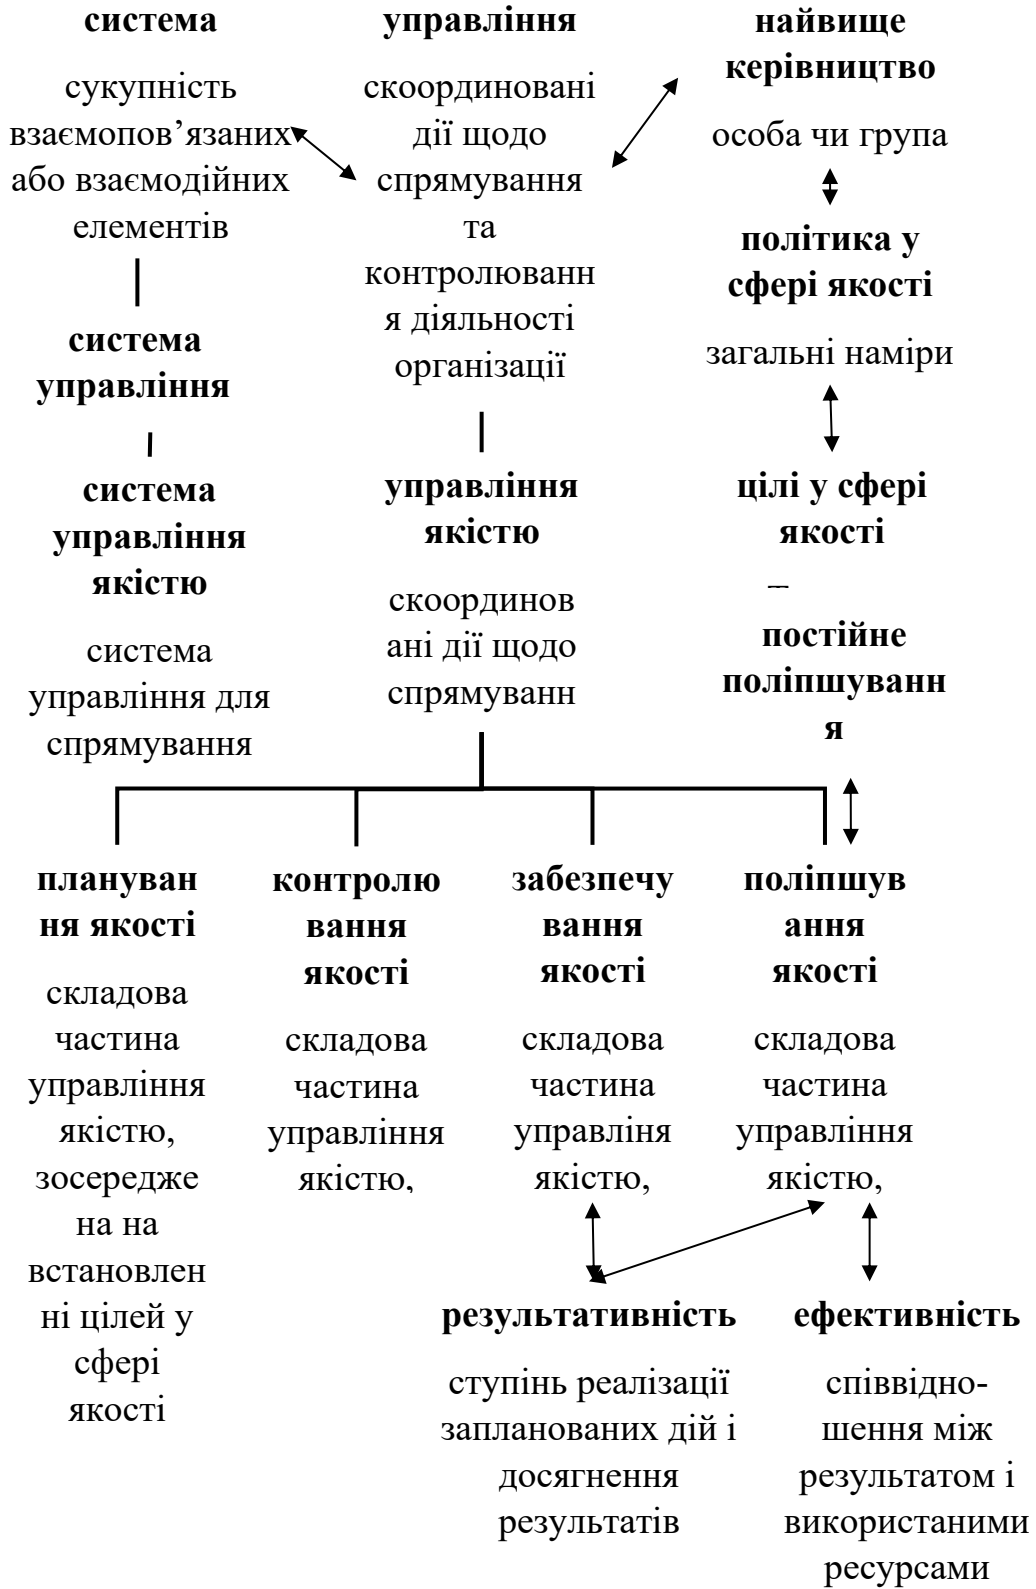 система
сукупність
взаємопов’язаних
або взаємодійних
елементів
система
управління
система
управління
якістю
система
управління для
спрямування
управління
скоординовані
дії щодо
спрямування
та
контролюванн
я діяльності
організації
управління
якістю
скоординов
ані дії щодо
спрямуванн
найвище
керівництво
особа чи група
політика у
сфері якості
загальні наміри
цілі у сфері
якості
постійне
поліпшуванн
я
плануван
ня якості
складова
частина
управління
якістю,
зосередже
на на
встановлен
ні цілей у
сфері
якості
контролю
вання
якості
складова
частина
управління
якістю,
забезпечу
вання
якості
складова
частина
управліня
якістю,
поліпшув
ання
якості
складова
частина
управління
якістю,
результативність
ступінь реалізації
запланованих дій і
досягнення
результатів
ефективність
співвідно-
шення між
результатом і
використаними
ресурсами